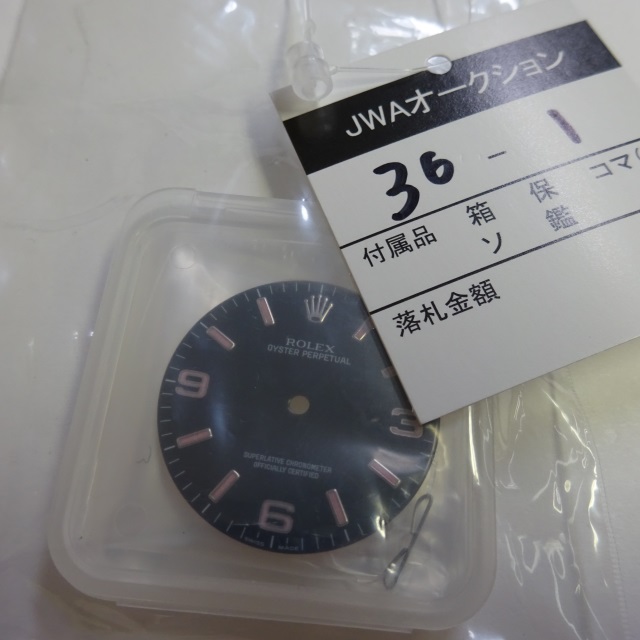 JWAオークション
36 - 1
付属品 箱 保 コマ(
ソ 鑑
落札金額
ROLEX
OYSTER PERPETUAL
9
3
SUPERLATIVE CHRONOMETER
OFFICIALLY CERTIFIED
6